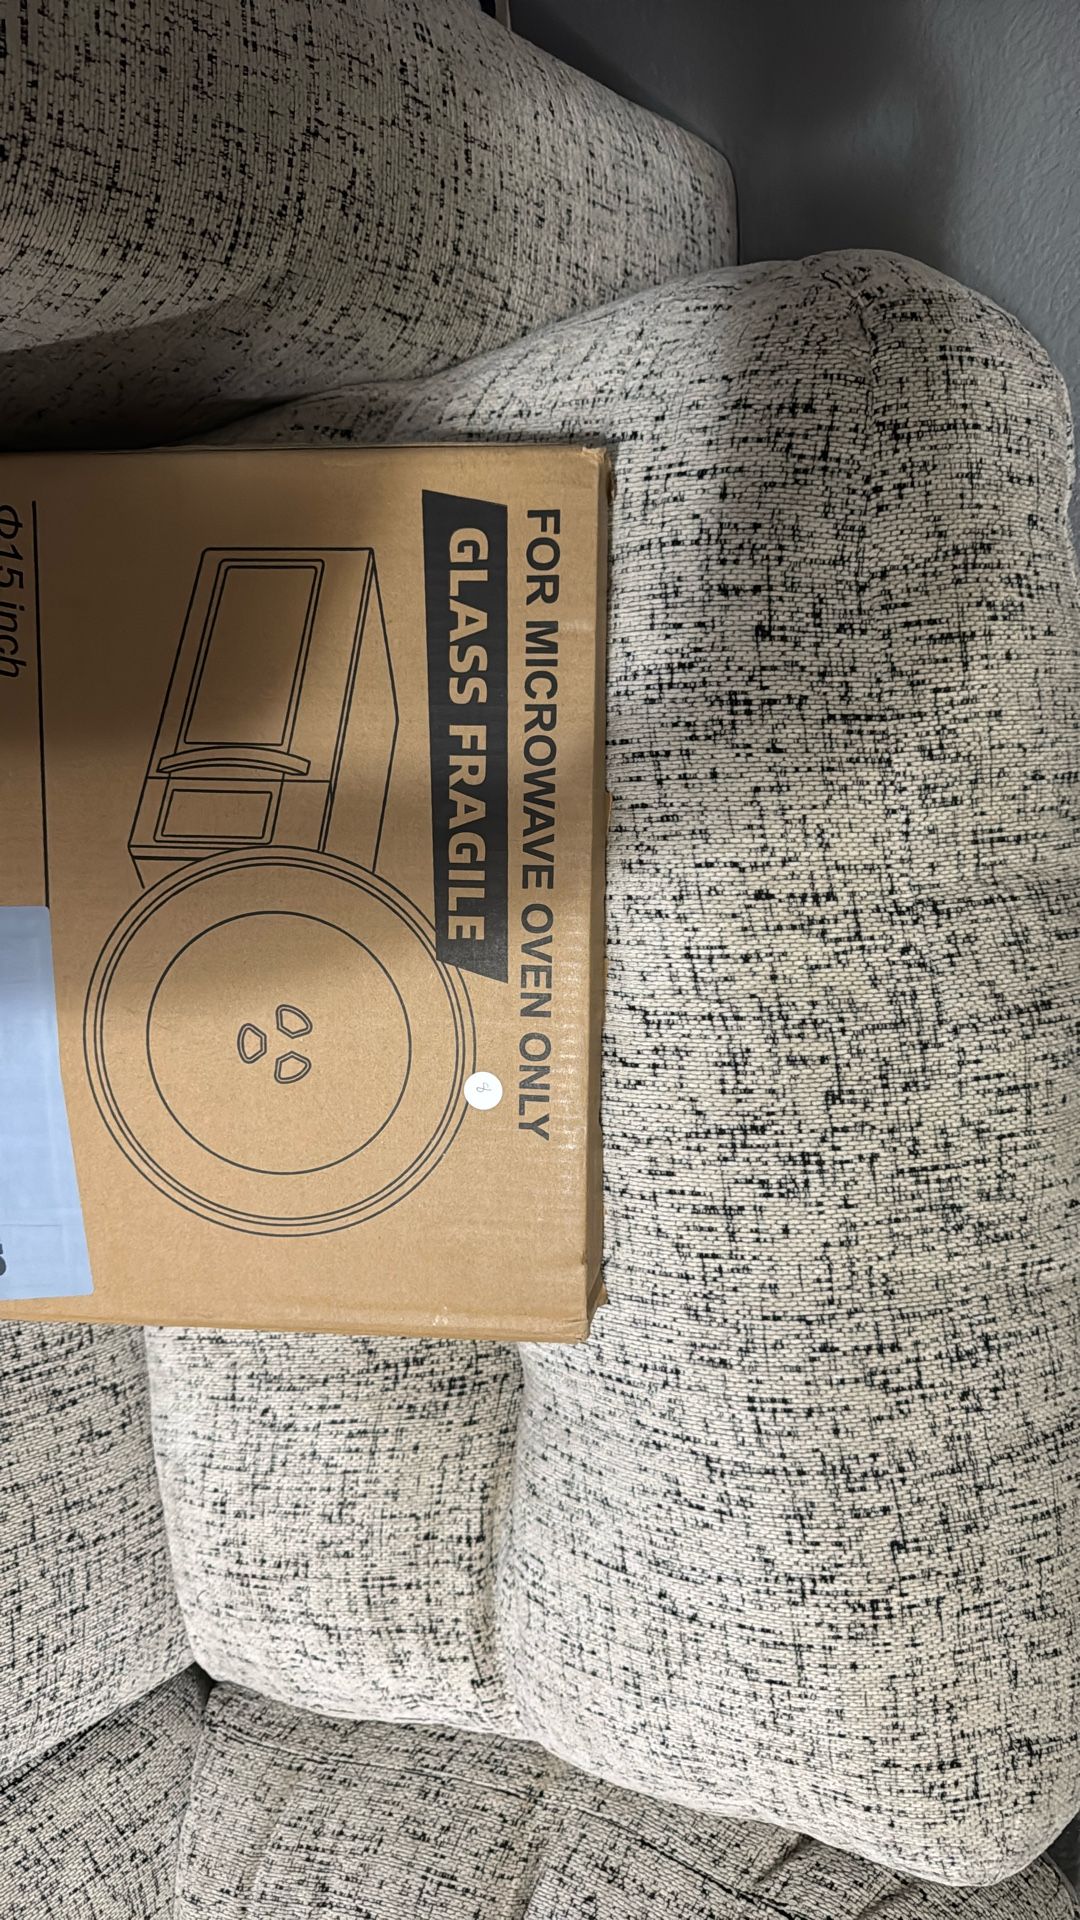 FOR MICROWAVE OVEN ONLY
GLASS FRAGILE
Φ15 inch